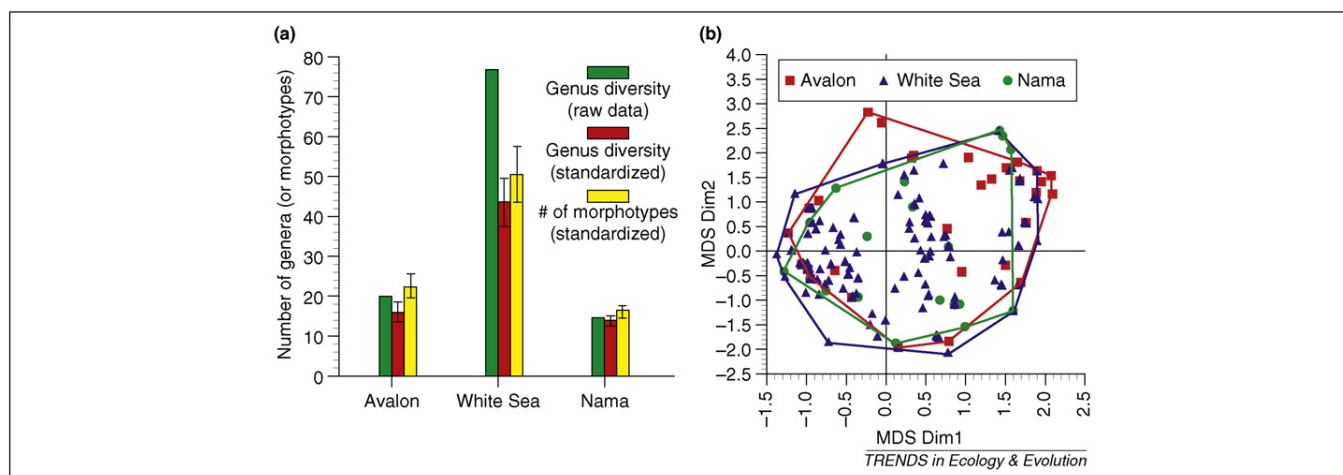 (a)
Number of genera (or morphotypes)
80
70
60
50
40
30
20
10
0
Genus diversity
(raw data)
Genus diversity
(standardized)
# of morphotypes
(standardized)
Avalon White Sea Nama
(b)
MDS Dim2
4.0
3.5
3.0
2.5
2.0
1.5
1.0
0.5
0.0
−0.5
−1.0
−1.5
−2.0
−2.5
Avalon White Sea Nama
−1.5 −1.0 −0.5 0.0 0.5 1.0 1.5 2.0 2.5
MDS Dim1
TRENDS in Ecology & Evolution